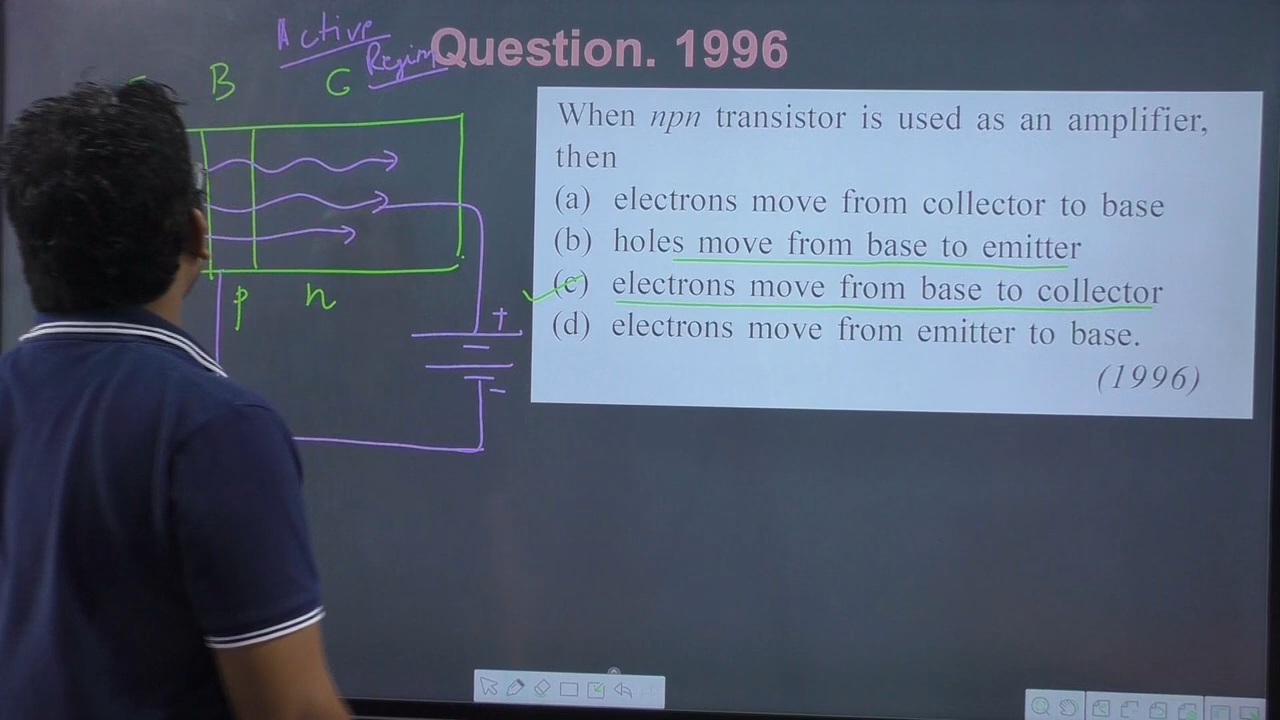 Active
Region
Question. 1996
B
C
When npn transistor is used as an amplifier,
then
(a) electrons move from collector to base
(b) holes move from base to emitter
(c) electrons move from base to collector
(d) electrons move from emitter to base.
(1996)
p
n
+
-